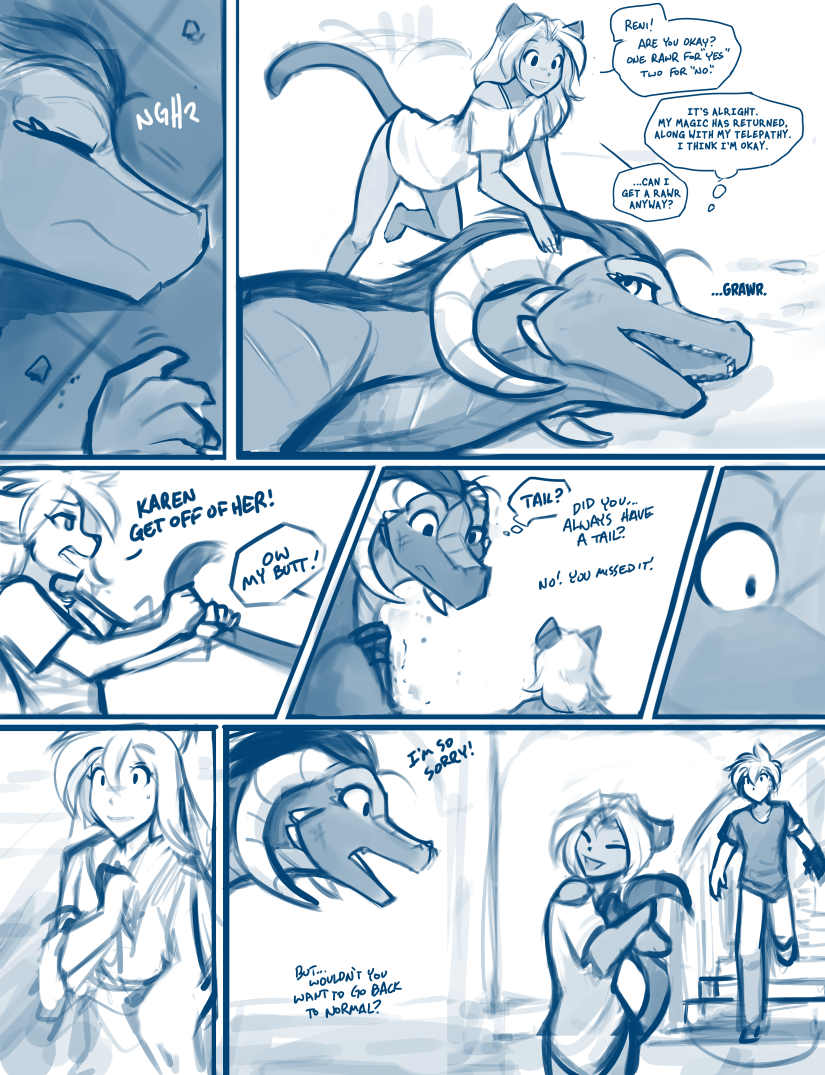 NGH?
RENI!
ARE YOU OKAY?
ONE RAWR FOR "YES"
TWO FOR "NO."
IT'S ALRIGHT.
MY MAGIC HAS RETURNED,
ALONG WITH MY TELEPATHY.
I THINK I'M OKAY.
...CAN I
GET A RAWR
ANYWAY?
...GRAWR.
KAREN
GET OFF OF HER!
OW
MY BUTT!
TAIL?
DID YOU...
ALWAYS HAVE
A TAIL?
NO! YOU MISSED IT!
I'M SO
SORRY!
BUT...
WOULDN'T YOU
WANT TO GO BACK
TO NORMAL?